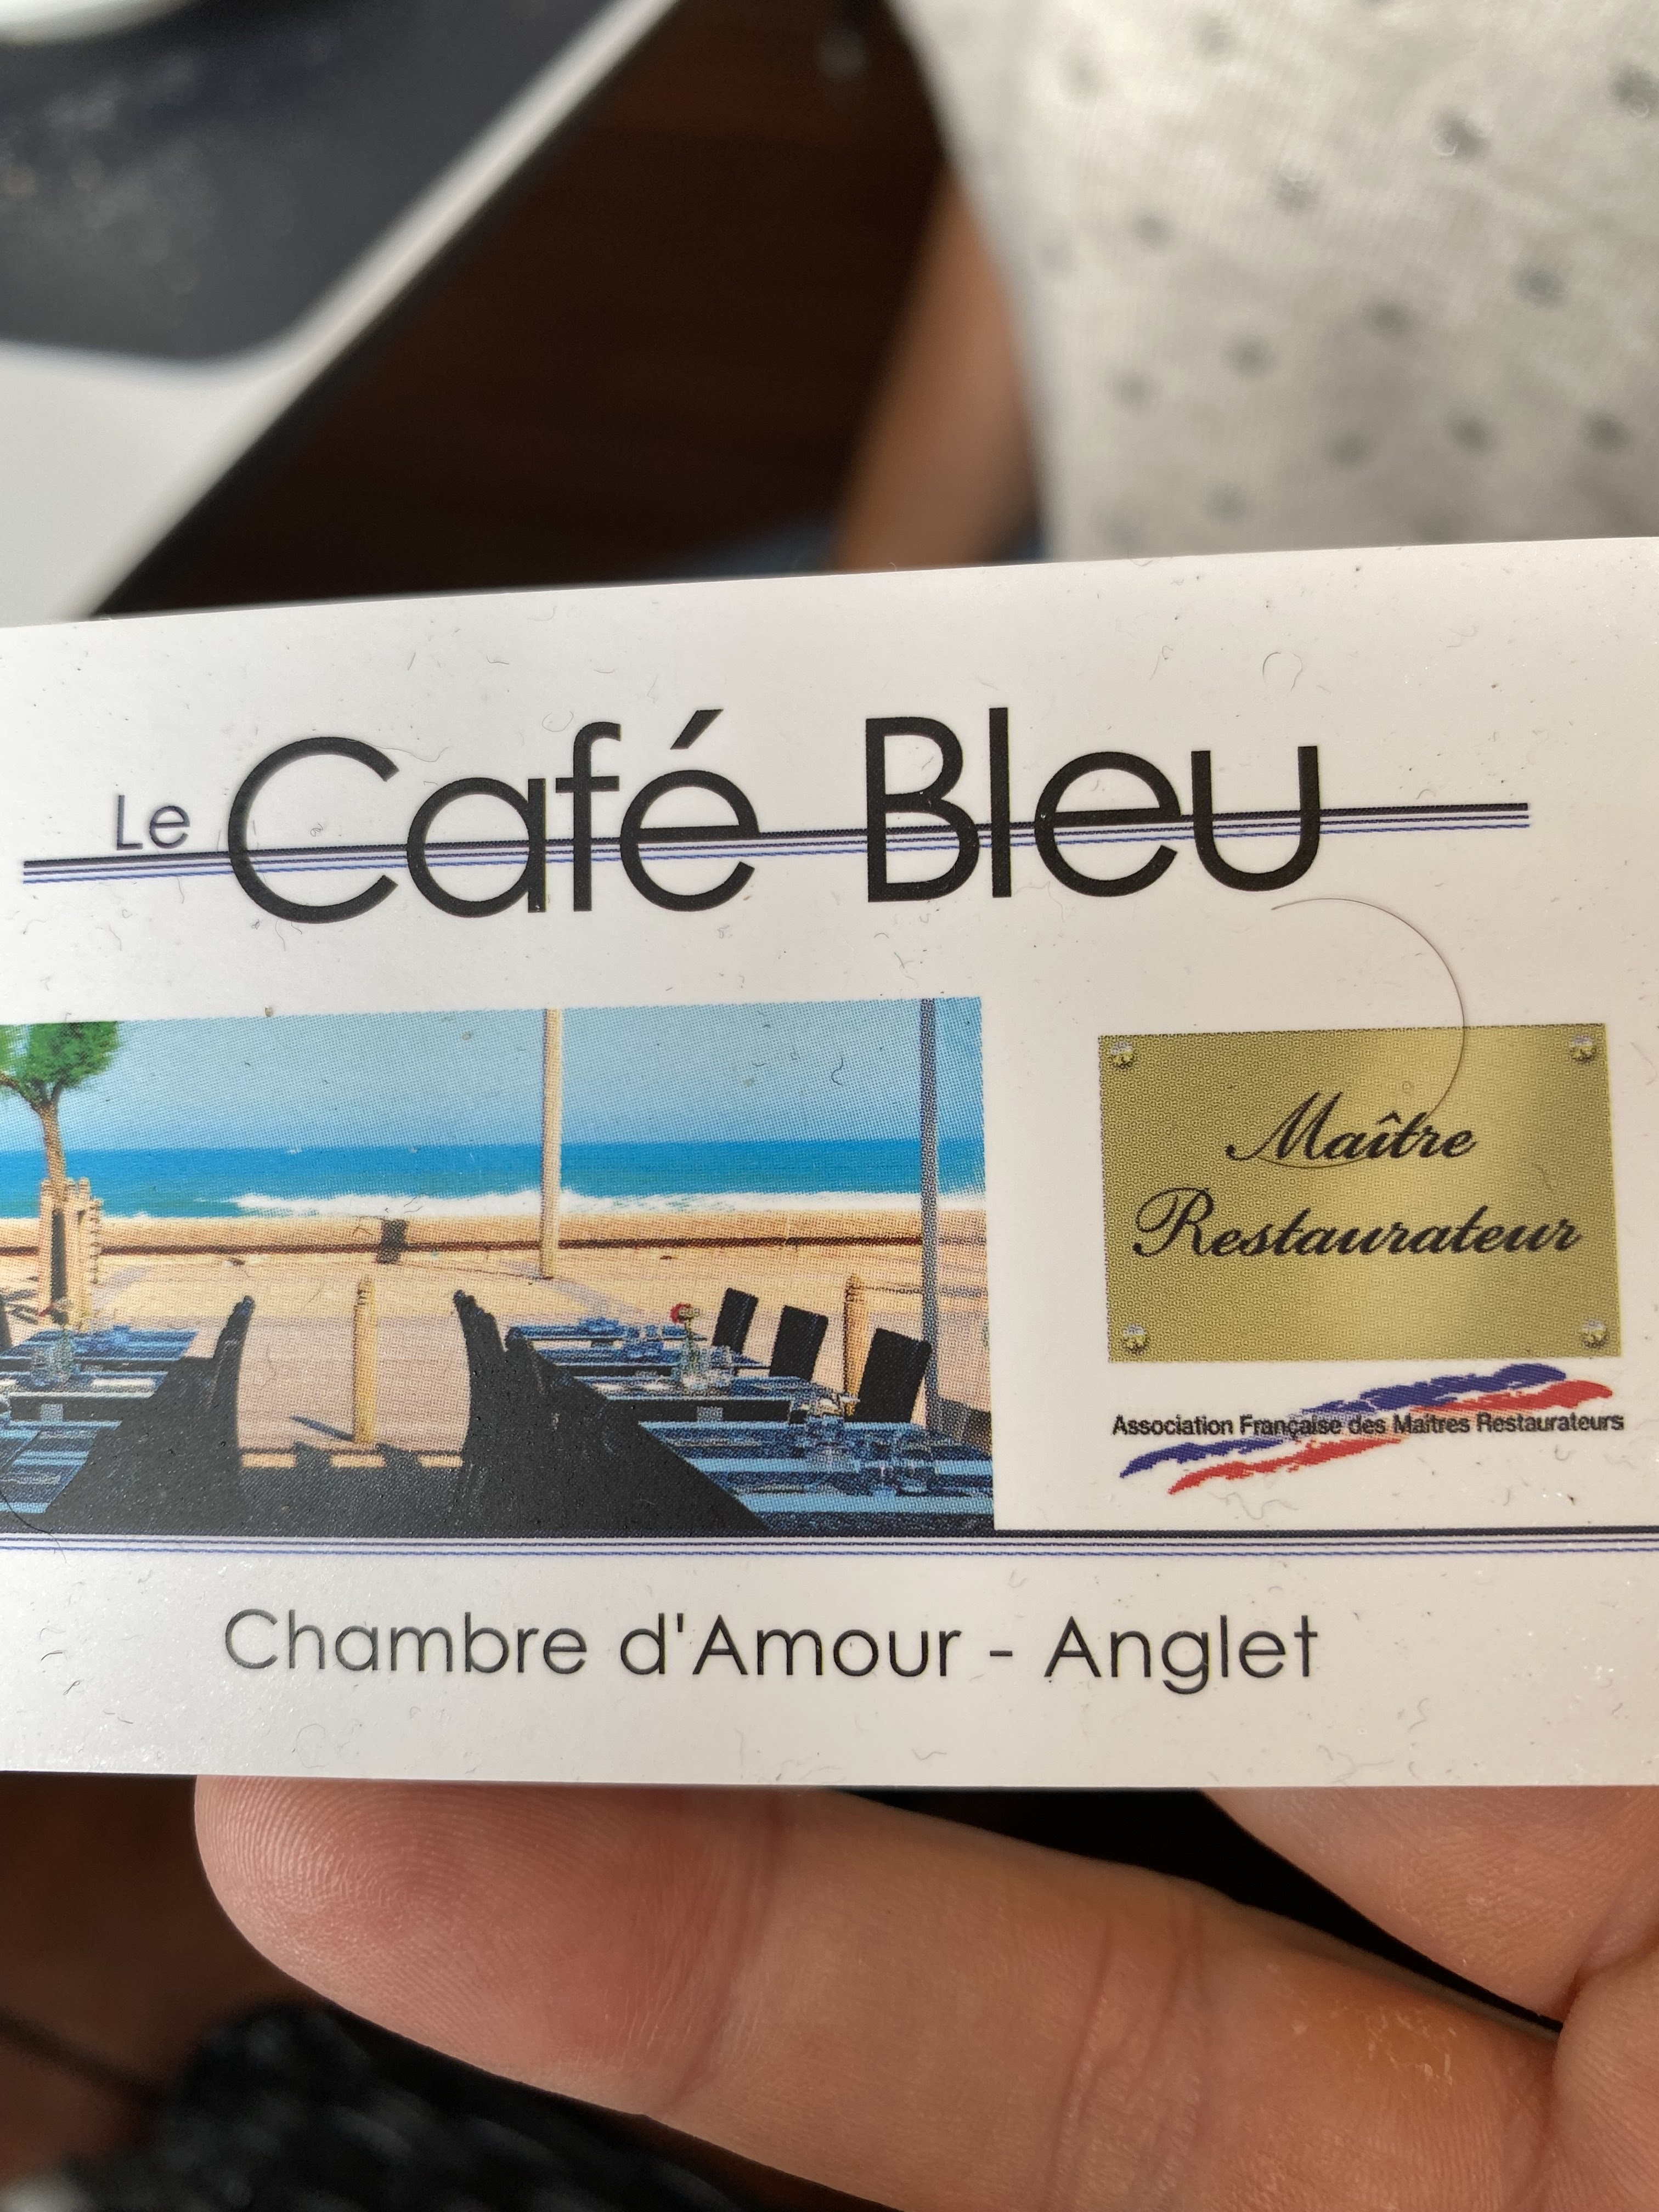 Le Café Bleu
Maître
Restaurateur
Association Française des Maîtres Restaurateurs
Chambre d'Amour - Anglet